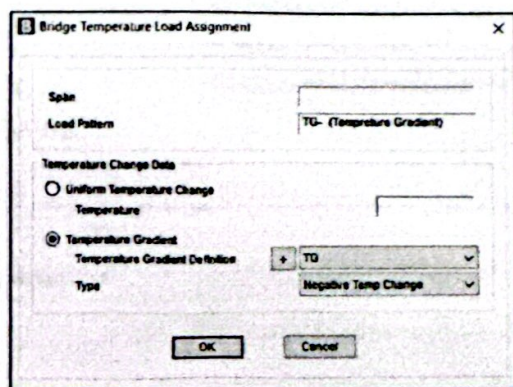 Bridge Temperature Load Assignment
Span
Load Pattern TG- (Tempreture Gradient)
Temperature Change Data
Uniform Temperature Change
Temperature
Temperature Gradient
Temperature Gradient Definition + TG
Type Negative Temp Change
OK Cancel